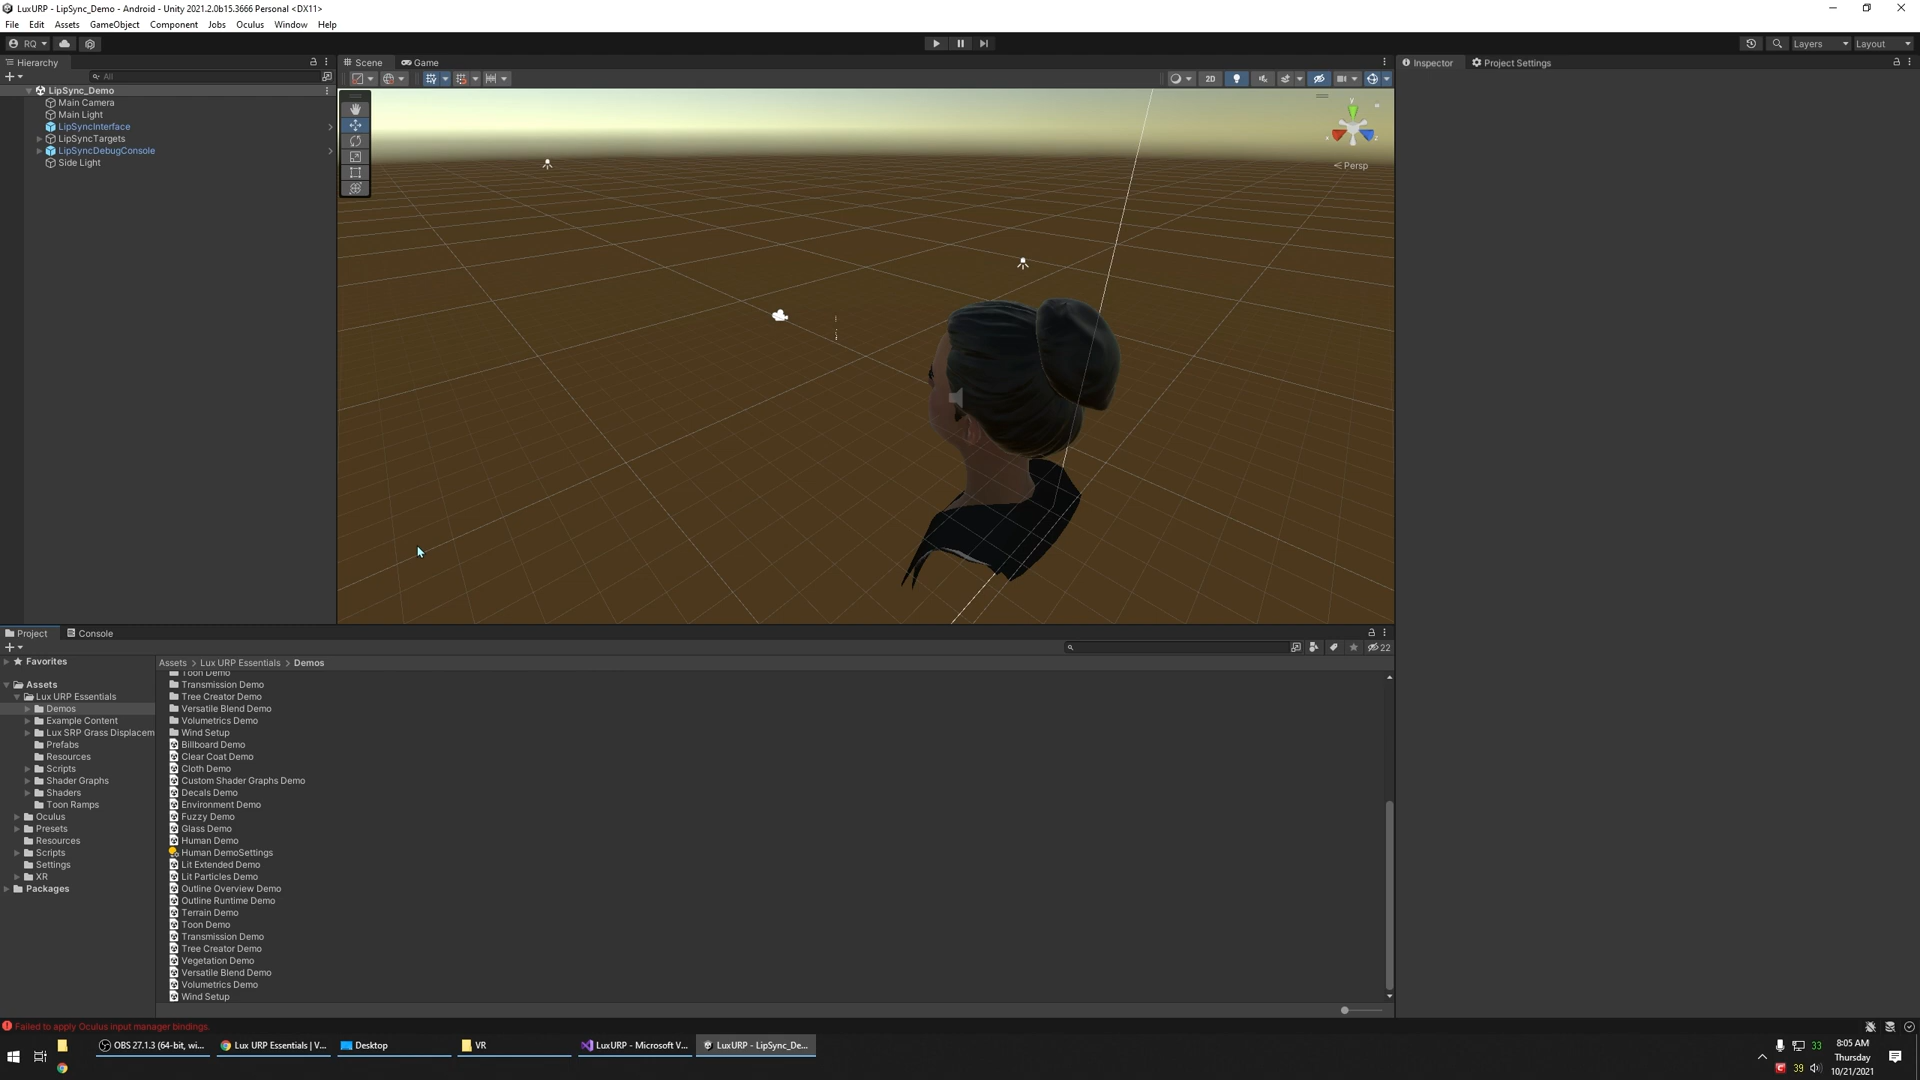 LuxURP - LipSync_Demo - Android - Unity 2021.2.0b15.3666 Personal <DX11>
File Edit Assets GameObject Component Jobs Oculus Window Help
RQ
Layers
Layout
Hierarchy
Scene
Game
Inspector
Project Settings
All
2D
LipSync_Demo
Main Camera
Main Light
LipSyncInterface
LipSyncTargets
LipSyncDebugConsole
Side Light
y
x
z
< Persp
Project
Console
22
Favorites
Assets
Lux URP Essentials
Demos
Example Content
Lux SRP Grass Displacem
Prefabs
Resources
Scripts
Shader Graphs
Shaders
Toon Ramps
Oculus
Presets
Resources
Scripts
Settings
XR
Packages
Assets > Lux URP Essentials > Demos
Toon Demo
Transmission Demo
Tree Creator Demo
Versatile Blend Demo
Volumetrics Demo
Wind Setup
Billboard Demo
Clear Coat Demo
Cloth Demo
Custom Shader Graphs Demo
Decals Demo
Environment Demo
Fuzzy Demo
Glass Demo
Human Demo
Human DemoSettings
Lit Extended Demo
Lit Particles Demo
Outline Overview Demo
Outline Runtime Demo
Terrain Demo
Toon Demo
Transmission Demo
Tree Creator Demo
Vegetation Demo
Versatile Blend Demo
Volumetrics Demo
Wind Setup
Failed to apply Oculus input manager bindings.
OBS 27.1.3 (64-bit, wi...
Lux URP Essentials | V...
Desktop
VR
LuxURP - Microsoft V...
LuxURP - LipSync_De...
33
39
8:05 AM
Thursday
10/21/2021